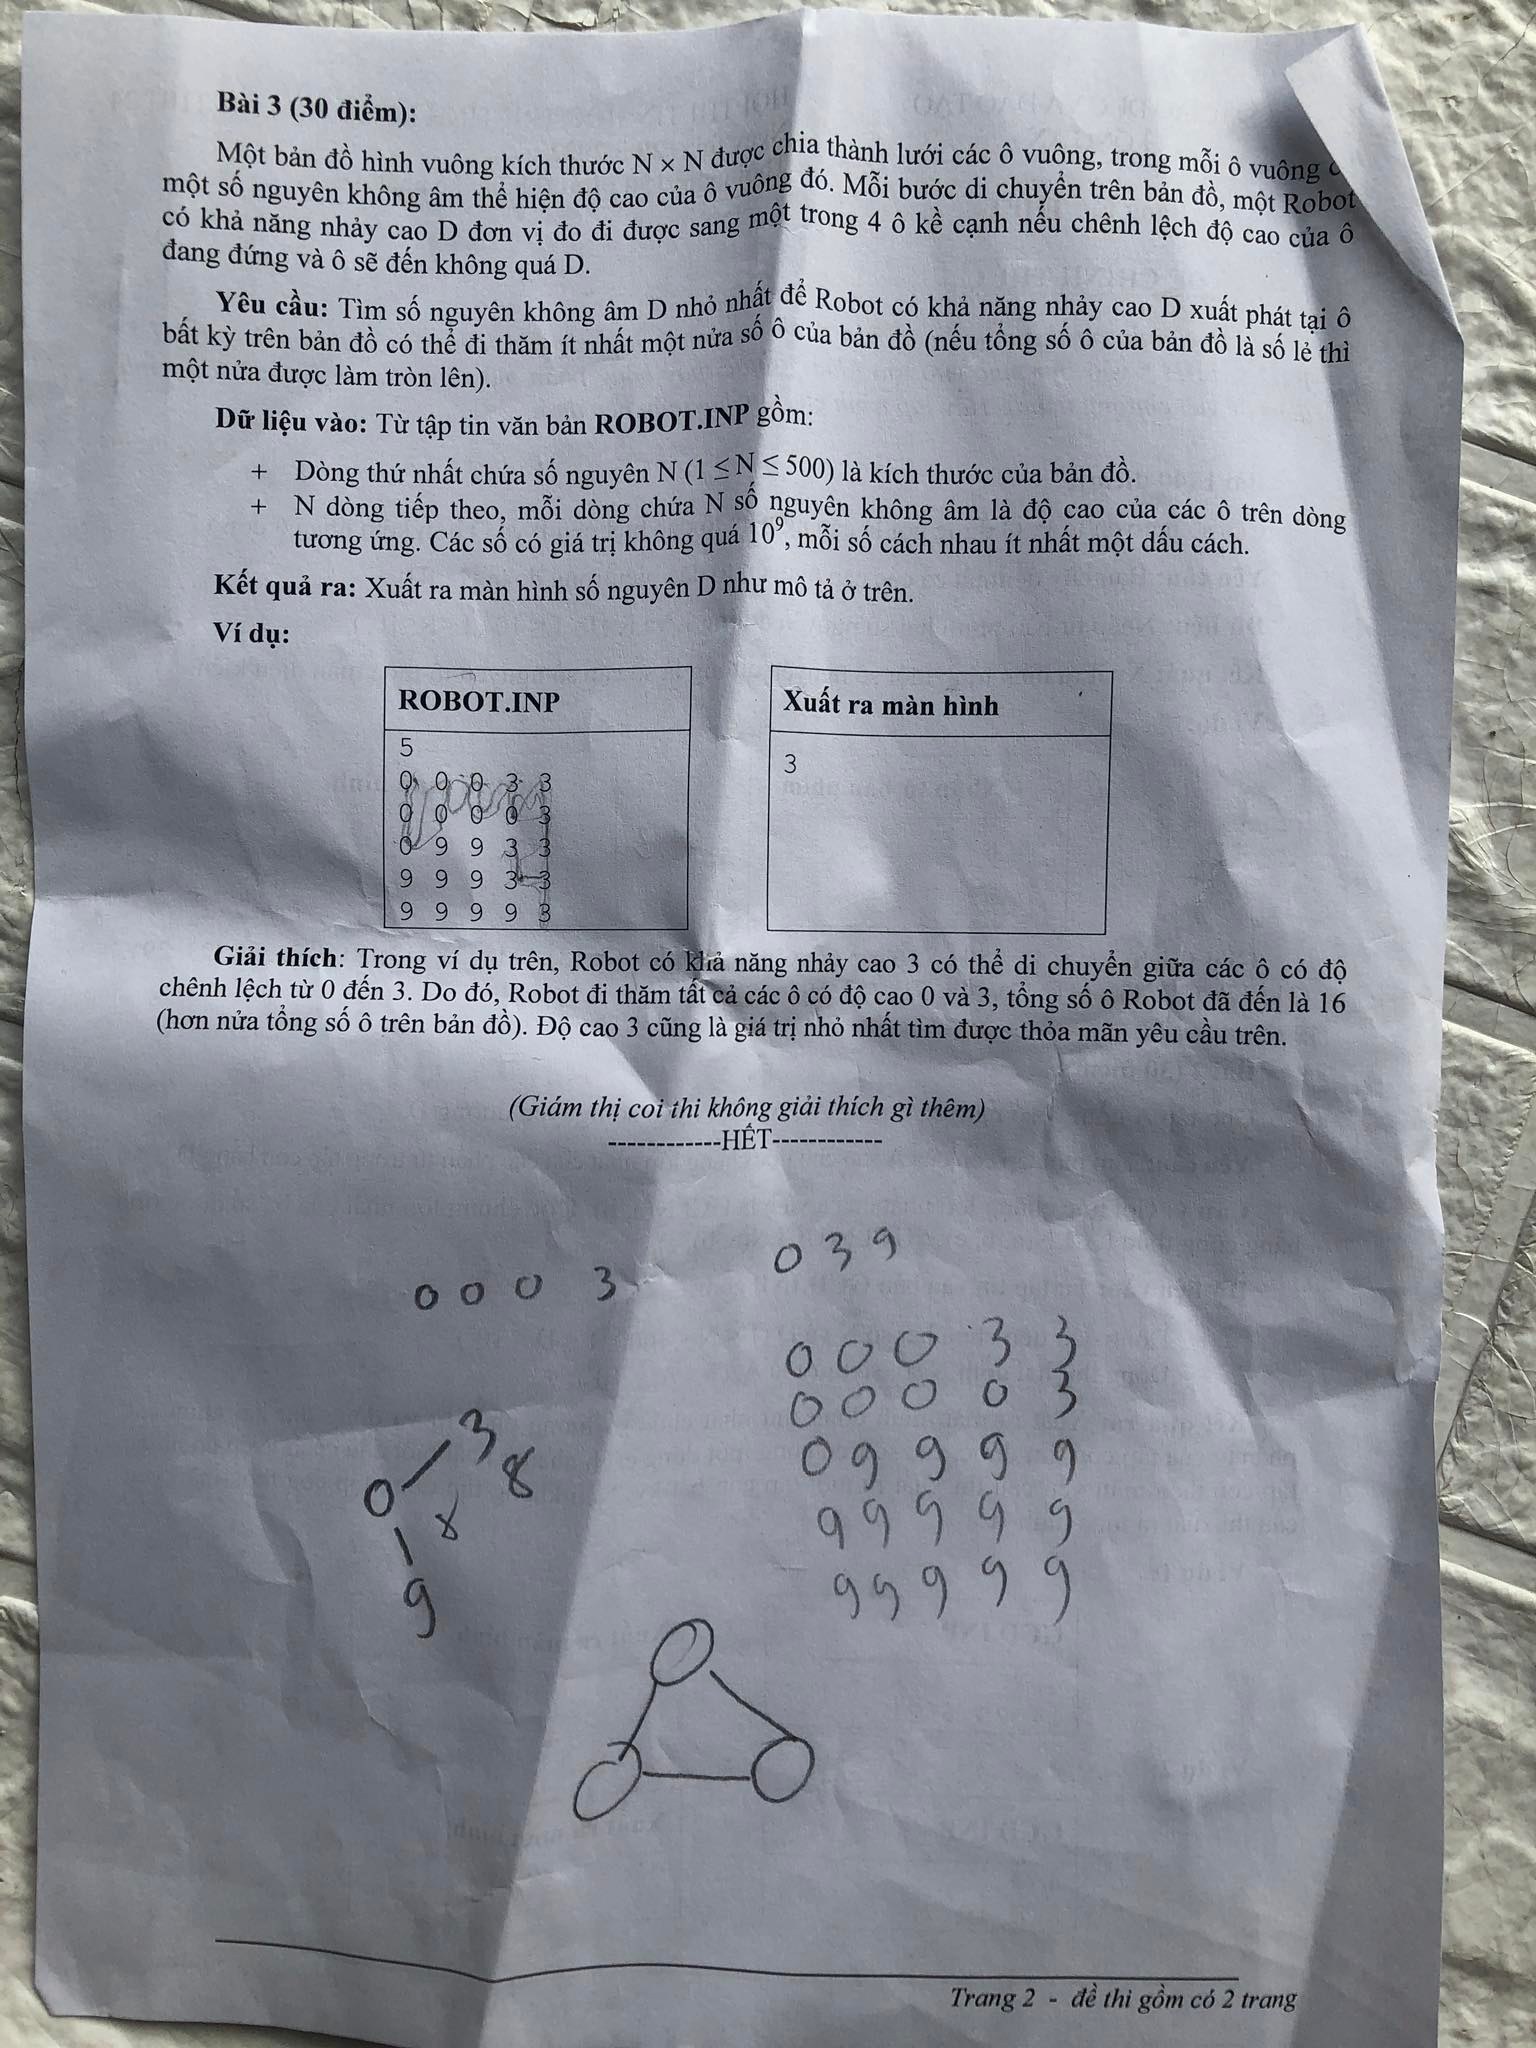 Bài 3 (30 điểm):
Một bản đồ hình vuông kích thước N × N được chia thành lưới các ô vuông, trong mỗi ô vuông
một số nguyên không âm thể hiện độ cao của ô vuông đó. Mỗi bước di chuyển trên bản đồ, một Robot
có khả năng nhảy cao D đơn vị đo đi được sang một trong 4 ô kề cạnh nếu chênh lệch độ cao của ô
đang đứng và ô sẽ đến không quá D.
Yêu cầu: Tìm số nguyên không âm D nhỏ nhất để Robot có khả năng nhảy cao D xuất phát tại ô
bất kỳ trên bản đồ có thể đi thăm ít nhất một nửa số ô của bản đồ (nếu tổng số ô của bản đồ là số lẻ thì
một nửa được làm tròn lên).
Dữ liệu vào: Từ tập tin văn bản ROBOT.INP gồm:
+ Dòng thứ nhất chứa số nguyên N (1 ≤ N ≤ 500) là kích thước của bản đồ.
+ N dòng tiếp theo, mỗi dòng chứa N số nguyên không âm là độ cao của các ô trên dòng
tương ứng. Các số có giá trị không quá 10⁹, mỗi số cách nhau ít nhất một dấu cách.
Kết quả ra: Xuất ra màn hình số nguyên D như mô tả ở trên.
Ví dụ:
ROBOT.INP
5
0 0 0 3 3
0 0 0 0 3
0 9 9 3 3
9 9 9 3 3
9 9 9 9 3
Xuất ra màn hình
3
Giải thích: Trong ví dụ trên, Robot có khả năng nhảy cao 3 có thể di chuyển giữa các ô có độ
chênh lệch từ 0 đến 3. Do đó, Robot đi thăm tất cả các ô có độ cao 0 và 3, tổng số ô Robot đã đến là 16
(hơn nửa tổng số ô trên bản đồ). Độ cao 3 cũng là giá trị nhỏ nhất tìm được thỏa mãn yêu cầu trên.
(Giám thị coi thi không giải thích gì thêm)
------------HẾT------------
0 3 9
0 0 0 3
0 0 0 3 3
0 0 0 0 3
0 9 9 9 9
9 9 9 9 9
9 9 9 9 9
3
8
0
9
Trang 2 - đề thi gồm có 2 trang